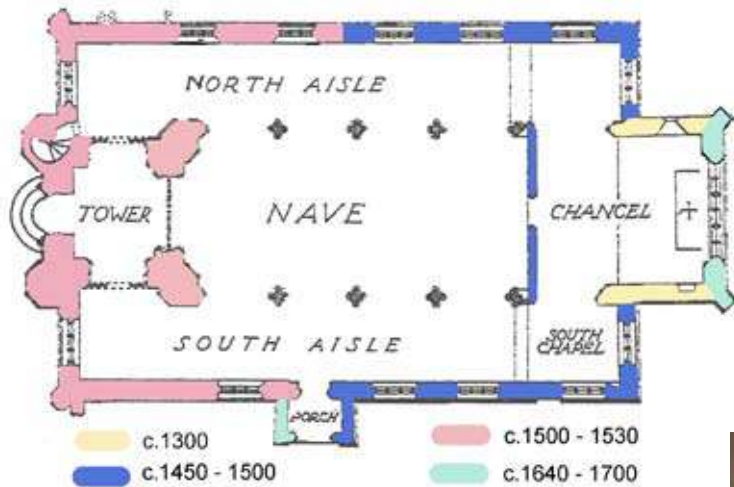 NORTH AISLE
TOWER
NAVE
CHANCEL
SOUTH AISLE
SOUTH
CHAPEL
PORCH
c.1300
c.1500 - 1530
c.1450 - 1500
c.1640 - 1700